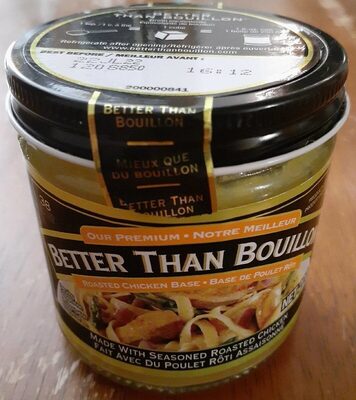 BETTER
THAN BOUILLON
Refrigerate after opening/Réfrigérer après
www.betterthanbouillon.
BEST BEFORE MEILLEUR AVANT :
16:12
200000841
BETTER THAN
BOUILLON
MIEUX QUE
DU BOUILLON
BETTER THAN
BOUILLON
OUR PREMIUM • NOTRE MEILLEUR
BETTER THAN BOUILLON
ROASTED CHICKEN BASE • BASE DE POULET RÔTI
MADE WITH SEASONED ROASTED CHICKEN
FAIT AVEC DU POULET RÔTI ASSAISONNÉ